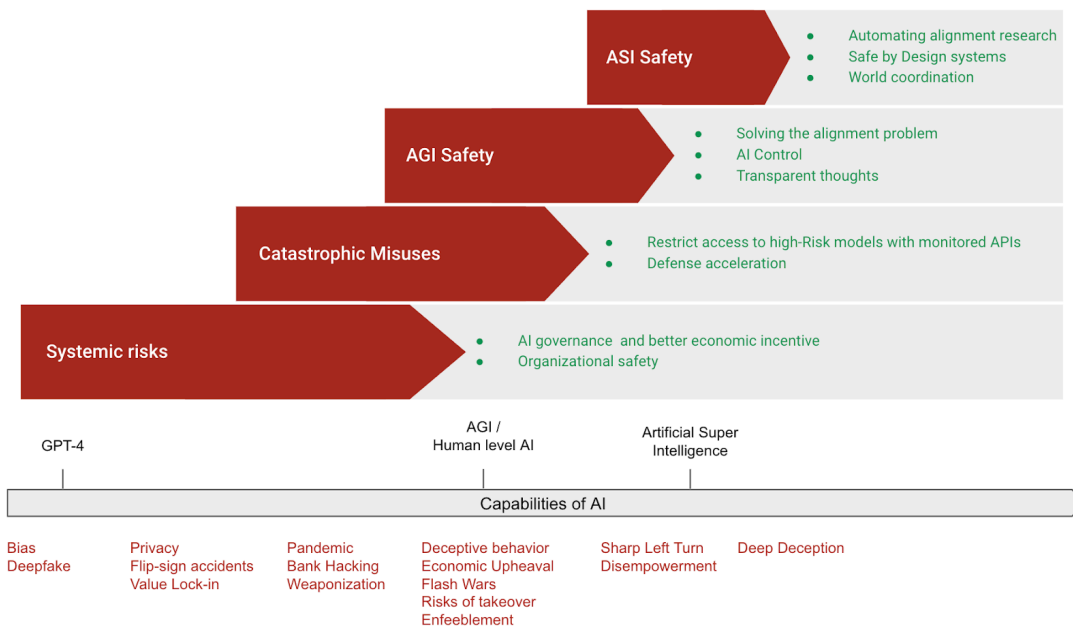 ASI Safety
Automating alignment research
Safe by Design systems
World coordination
AGI Safety
Solving the alignment problem
AI Control
Transparent thoughts
Catastrophic Misuses
Restrict access to high-Risk models with monitored APIs
Defense acceleration
Systemic risks
AI governance and better economic incentive
Organizational safety
GPT-4
AGI /
Human level AI
Artificial Super
Intelligence
Capabilities of AI
Bias
Deepfake
Privacy
Flip-sign accidents
Value Lock-in
Pandemic
Bank Hacking
Weaponization
Deceptive behavior
Economic Upheaval
Flash Wars
Risks of takeover
Enfeeblement
Sharp Left Turn
Disempowerment
Deep Deception